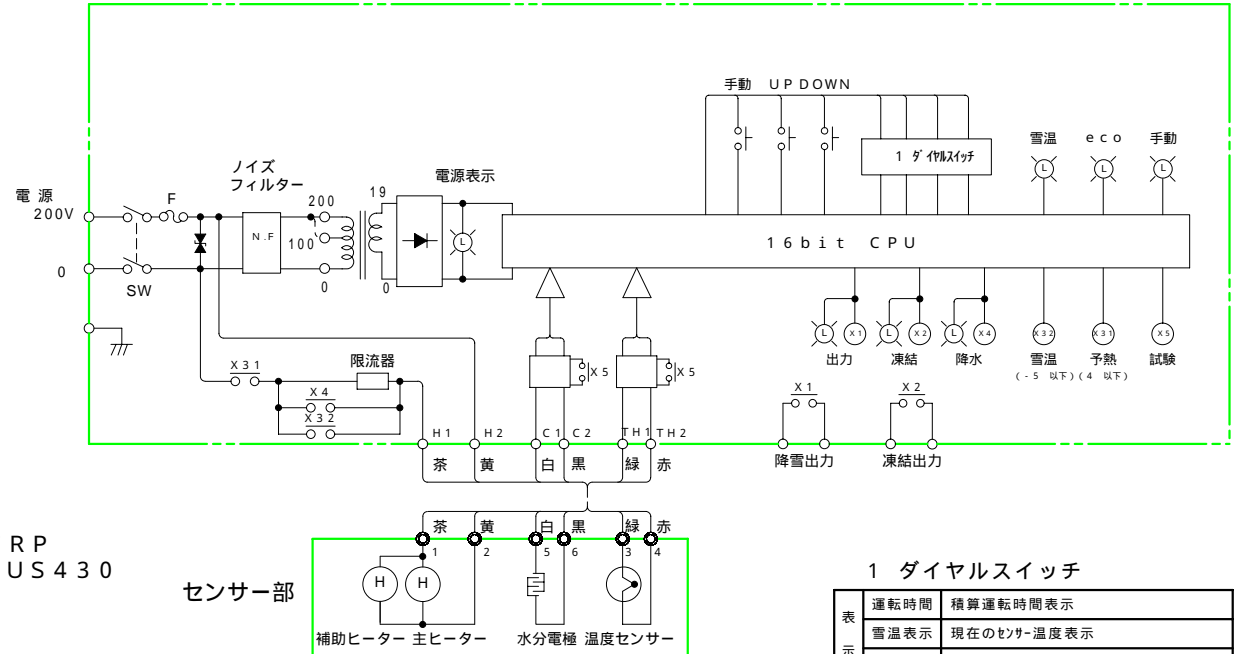 手動 UP DOWN
1 ダイヤルスイッチ
雪温 eco 手動
L L L
電源
200V
0
SW
F
ノイズ
フィルター
N.F
200
100
0
19
0
電源表示
L
16bit CPU
L X1 L X2 L X4 X32 X31 X5
出力 凍結 降水 雪温 予熱 試験
(-5 以下) (4 以下)
X5 X5
X31
限流器
X4
X32
X1 X2
H1 H2 C1 C2 TH1 TH2
降雪出力 凍結出力
茶 黄 白 黒 緑 赤
茶 黄 白 黒 緑 赤
1 2 5 6 3 4
RP
US430
センサー部
H H
補助ヒーター 主ヒーター 水分電極 温度センサー
1 ダイヤルスイッチ
表示
運転時間 積算運転時間表示
雪温表示 現在のセンサー温度表示